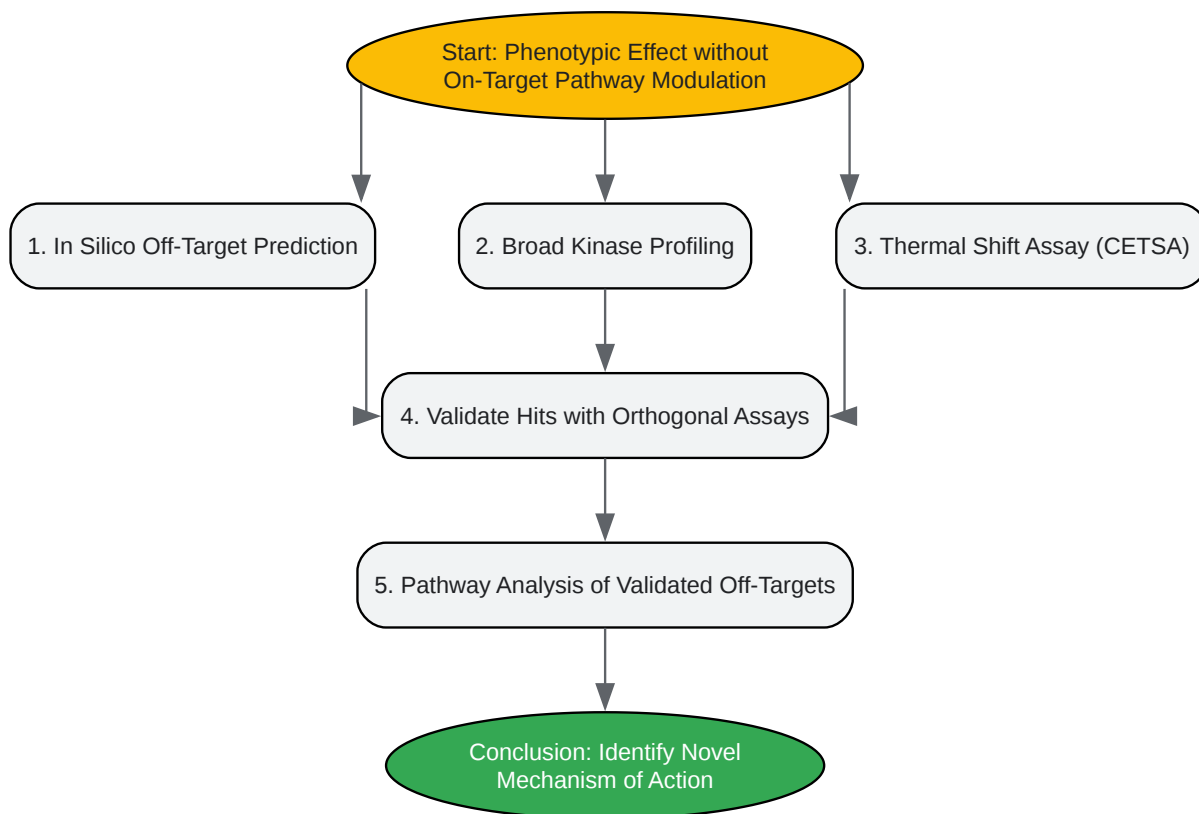 Start: Phenotypic Effect without
On-Target Pathway Modulation
1. In Silico Off-Target Prediction
2. Broad Kinase Profiling
3. Thermal Shift Assay (CETSA)
4. Validate Hits with Orthogonal Assays
5. Pathway Analysis of Validated Off-Targets
Conclusion: Identify Novel
Mechanism of Action